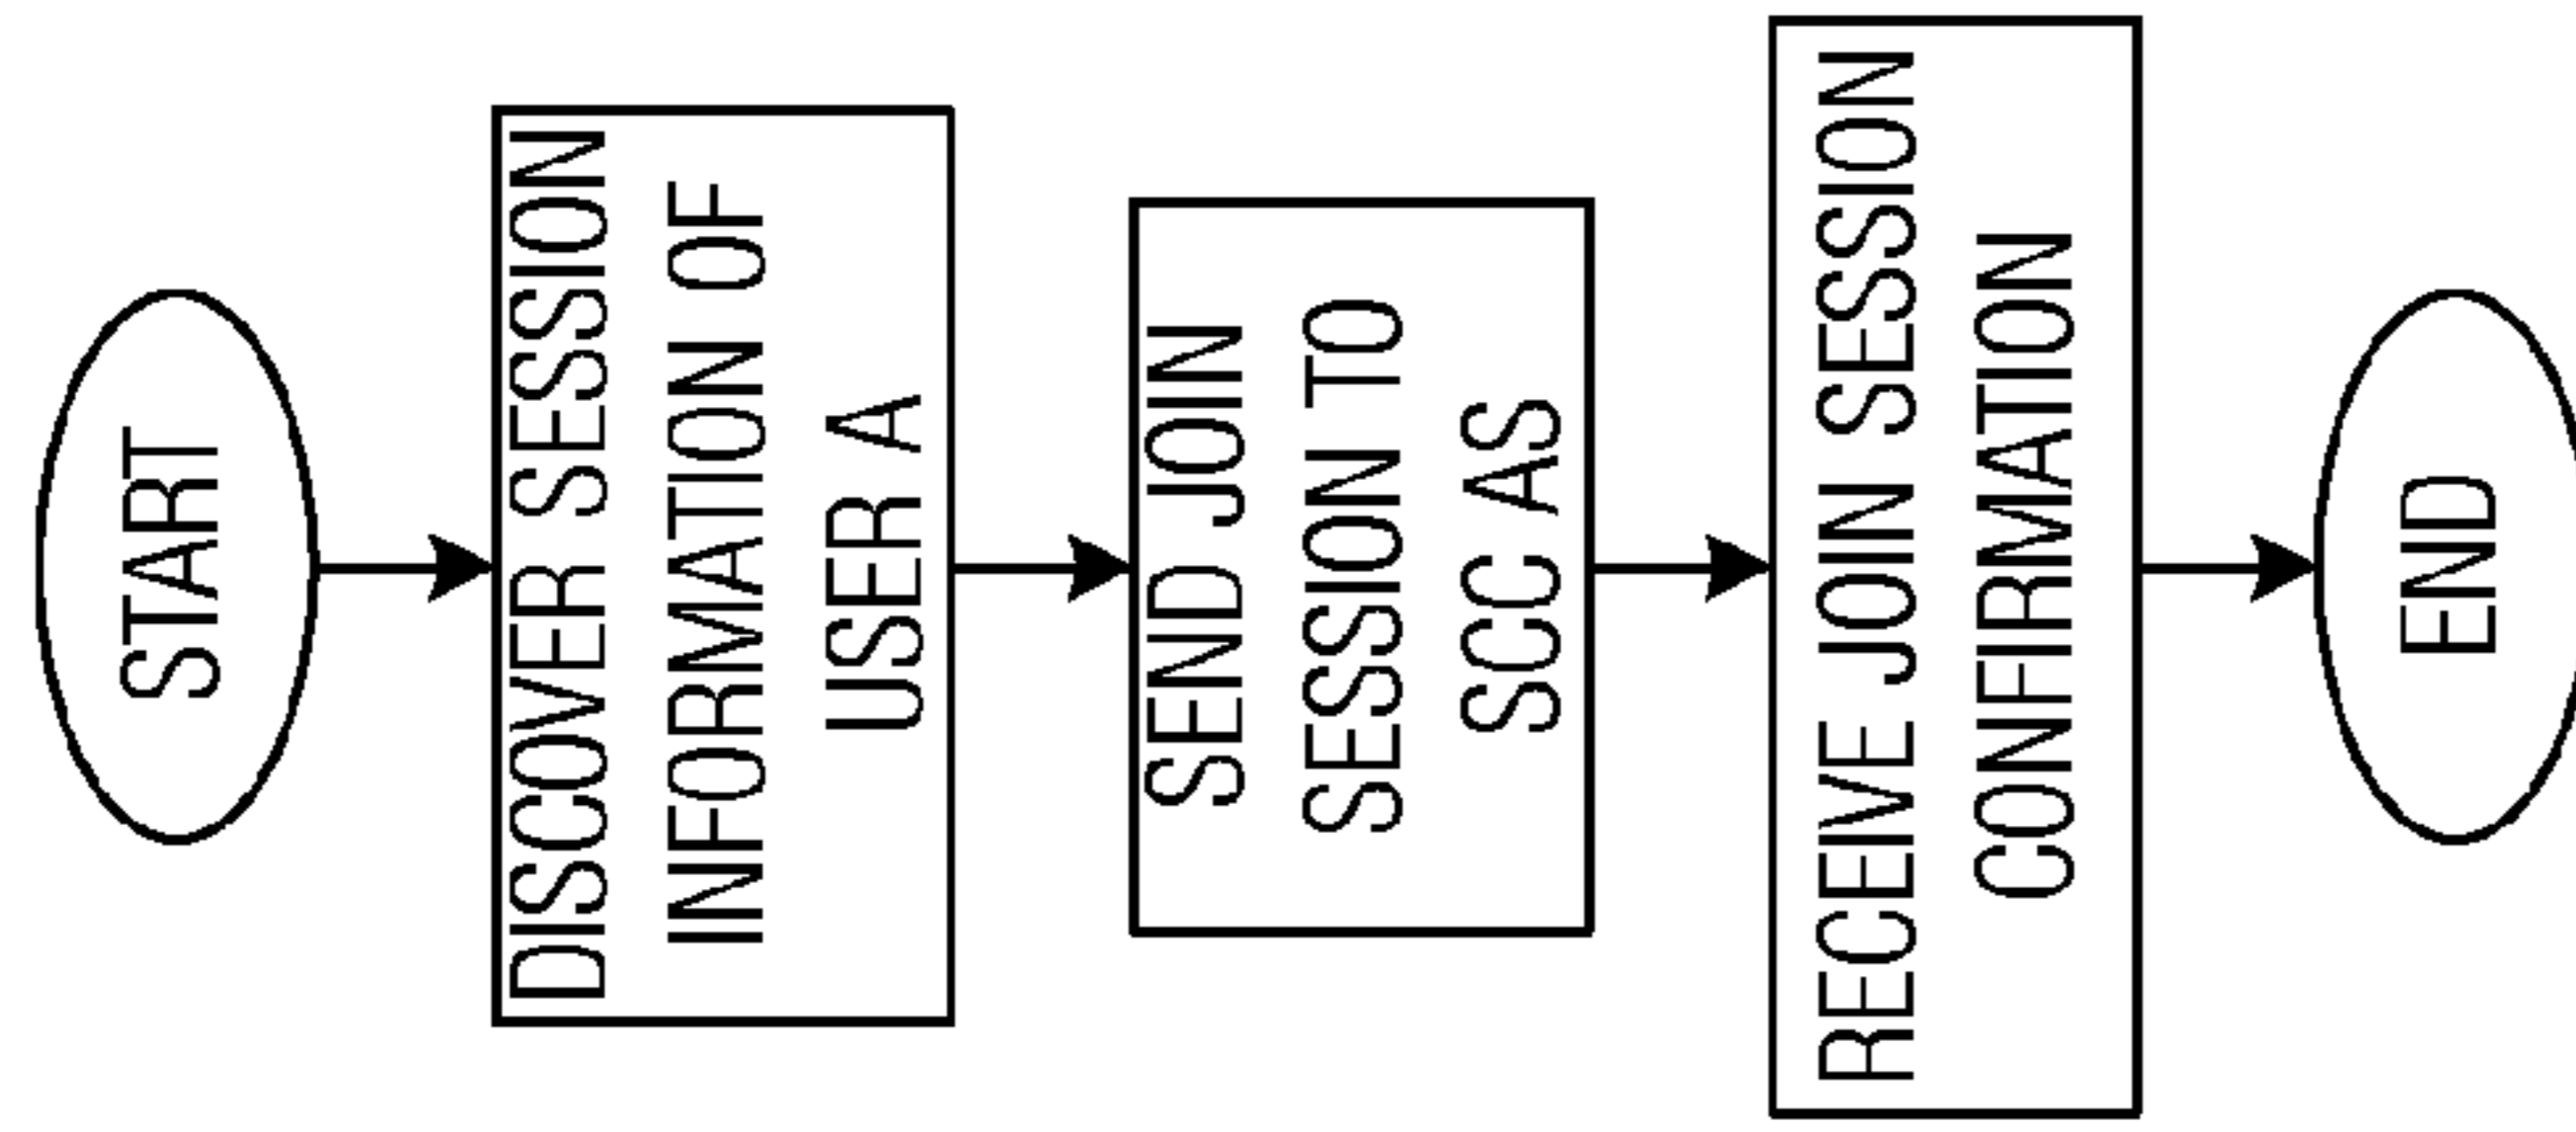 START
DISCOVER SESSION
INFORMATION OF
USER A
SEND JOIN
SESSION TO
SCC AS
RECEIVE JOIN SESSION
CONFIRMATION
END